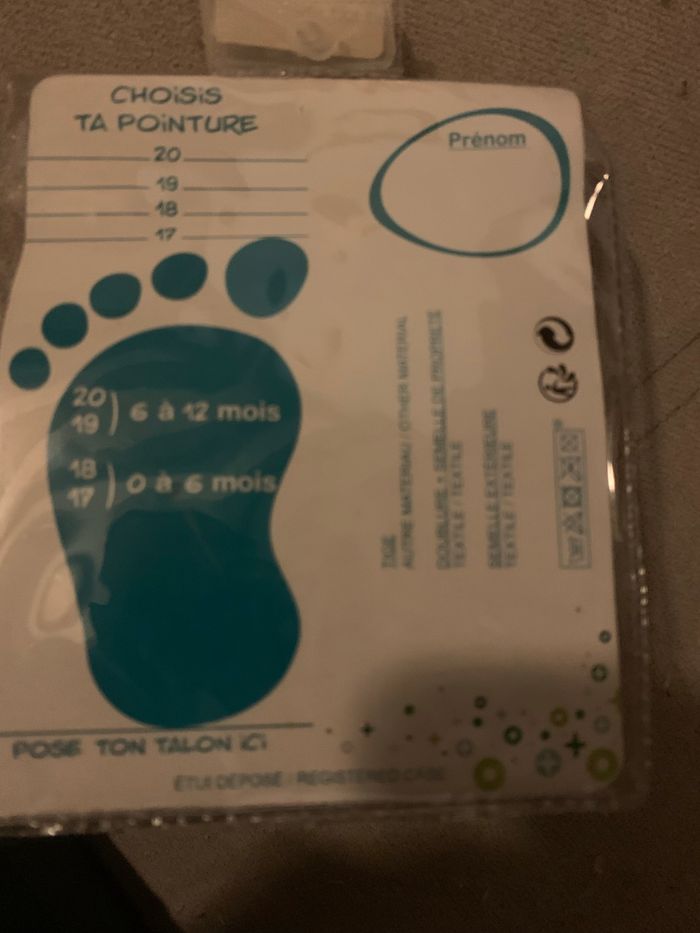 CHOiSiS
TA POiNTURE
20
19
18
17
Prénom
20
19 ) 6 à 12 mois
18
17 ) 0 à 6 mois
TIGE
AUTRE MATERIAU / OTHER MATERIAL
DOUBLURE + SEMELLE DE PROPRETE
TEXTILE / TEXTILE
SEMELLE EXTERIEURE
TEXTILE / TEXTILE
POSE TON TALON iCi
ETUI DEPOSE / REGISTERED CASE